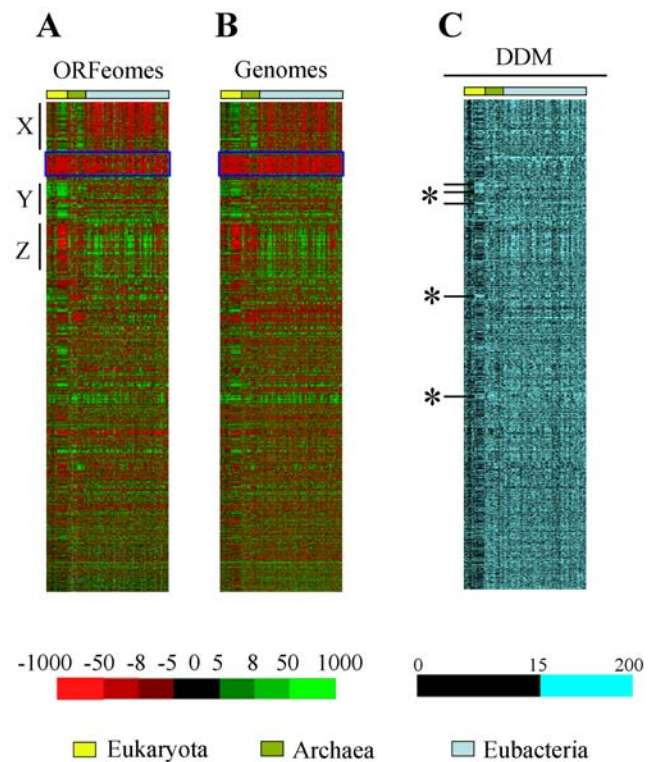 A
B
C
ORFeomes
Genomes
DDM
X
Y
Z
*
*
*
-1000 -50 -8 -5 0 5 8 50 1000
0 15 200
Eukaryota Archaea Eubacteria